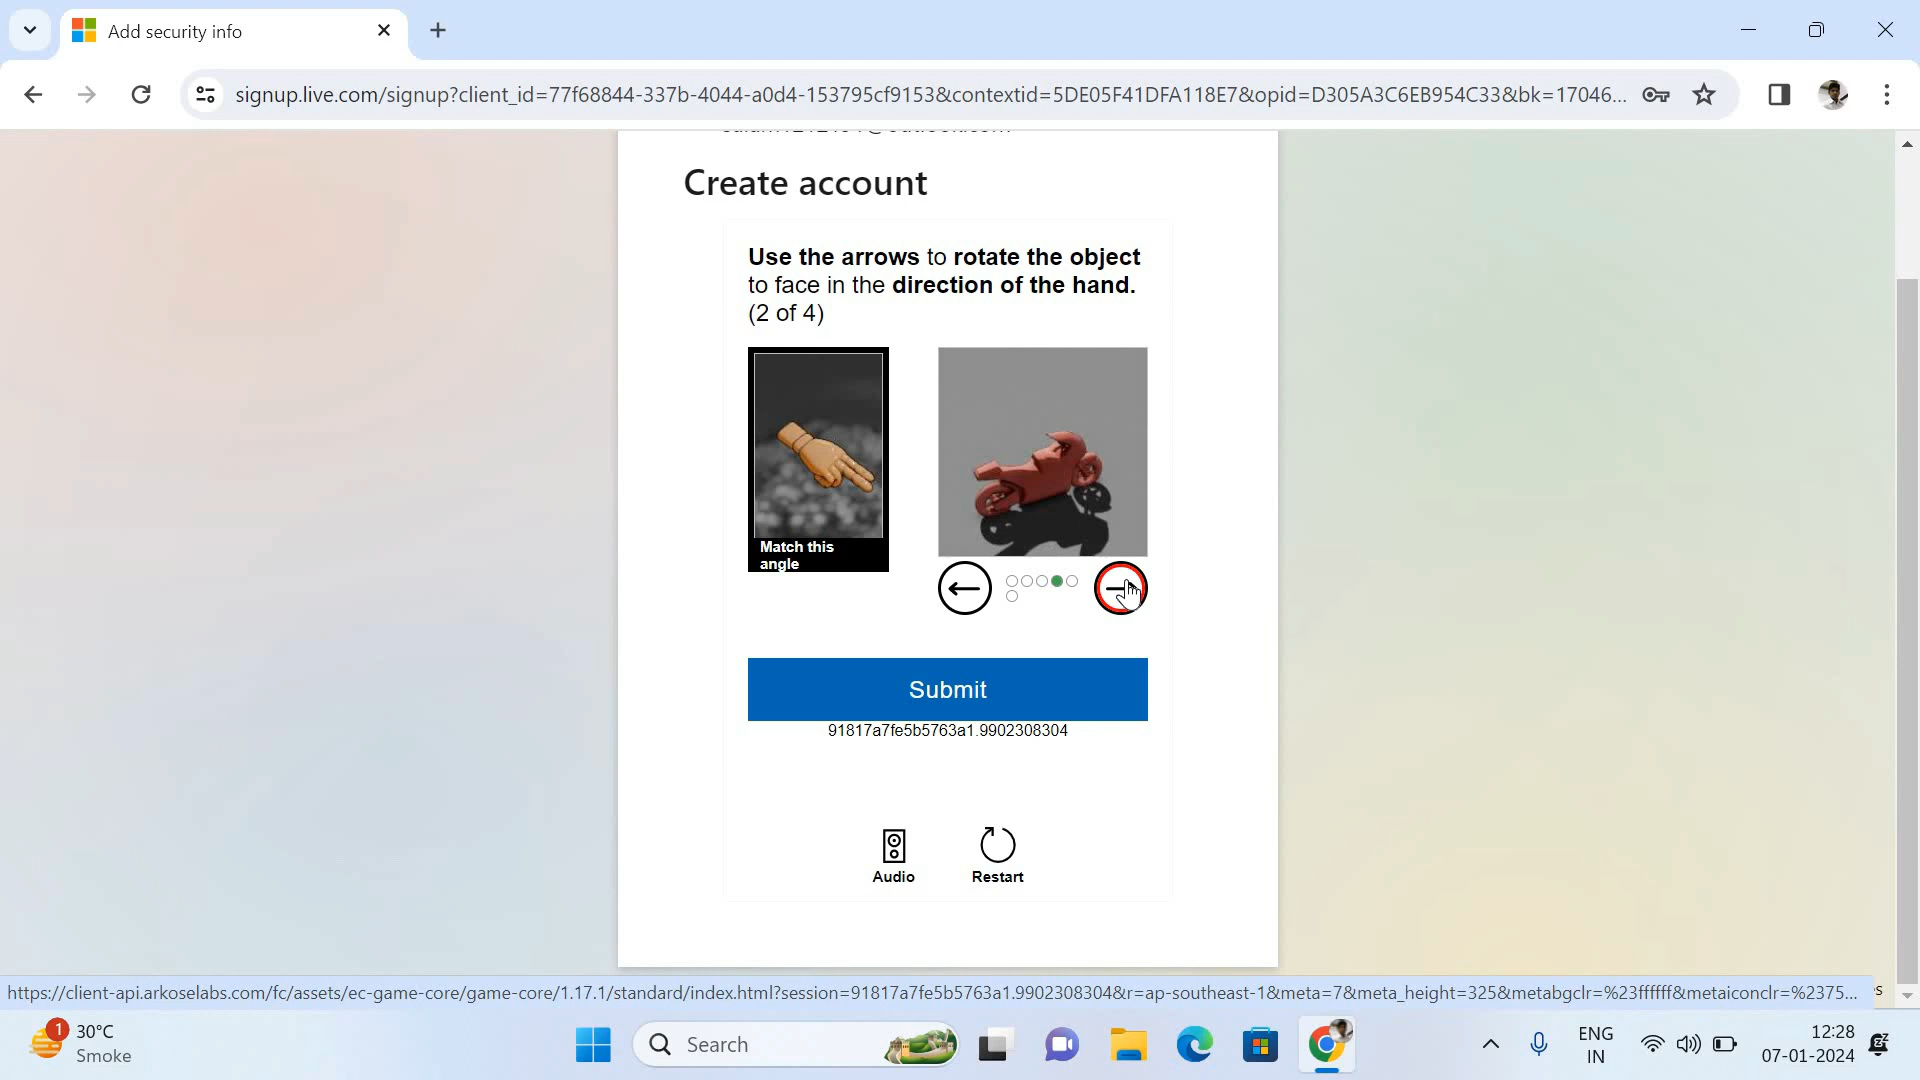 Add security info
signup.live.com/signup?client_id=77f68844-337b-4044-a0d4-153795cf9153&contextid=5DE05F41DFA118E7&opid=D305A3C6EB954C33&bk=17046...
Create account
Use the arrows to rotate the object
to face in the direction of the hand.
(2 of 4)
Match this
angle
Submit
91817a7fe5b5763a1.9902308304
Audio
Restart
https://client-api.arkoselabs.com/fc/assets/ec-game-core/game-core/1.17.1/standard/index.html?session=91817a7fe5b5763a1.9902308304&r=ap-southeast-1&meta=7&meta_height=325&metabgclr=%23ffffff&metaiconclr=%2375...
1
30°C
Smoke
Search
ENG
IN
12:28
07-01-2024